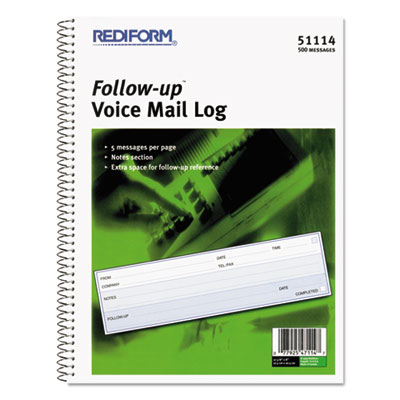 REDIFORM®
51114
500 MESSAGES
Follow-up™
Voice Mail Log
• 5 messages per page
• Notes section
• Extra space for follow-up reference
DATE TIME
FROM
TEL./FAX
COMPANY
NOTES
DATE COMPLETED
FOLLOW-UP